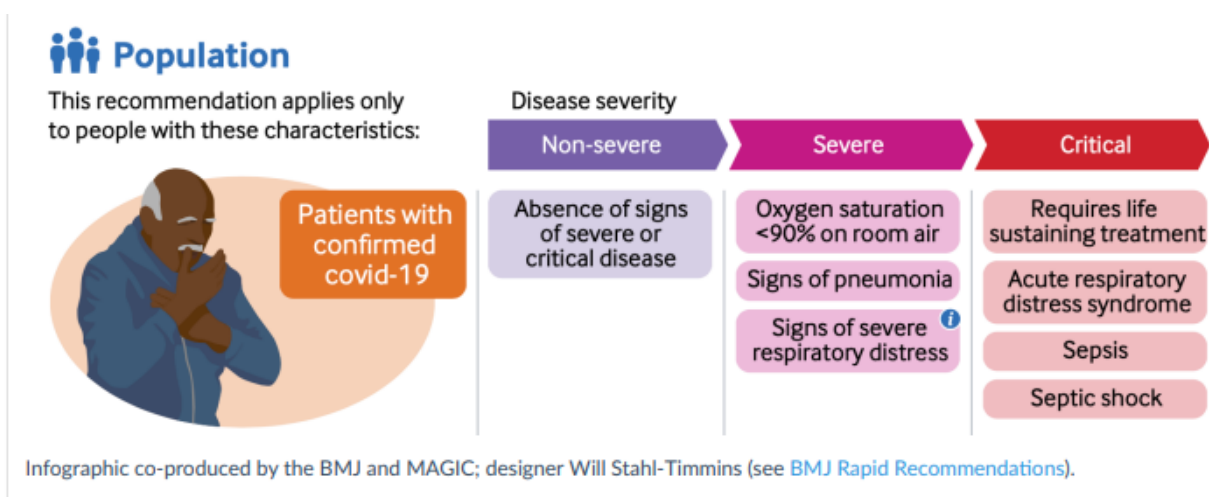 Population
This recommendation applies only
to people with these characteristics:
Patients with
confirmed
covid-19
Disease severity
Non-severe
Absence of signs
of severe or
critical disease
Severe
Oxygen saturation
<90% on room air
Signs of pneumonia
Signs of severe
respiratory distress
i
Critical
Requires life
sustaining treatment
Acute respiratory
distress syndrome
Sepsis
Septic shock
Infographic co-produced by the BMJ and MAGIC; designer Will Stahl-Timmins (see BMJ Rapid Recommendations).